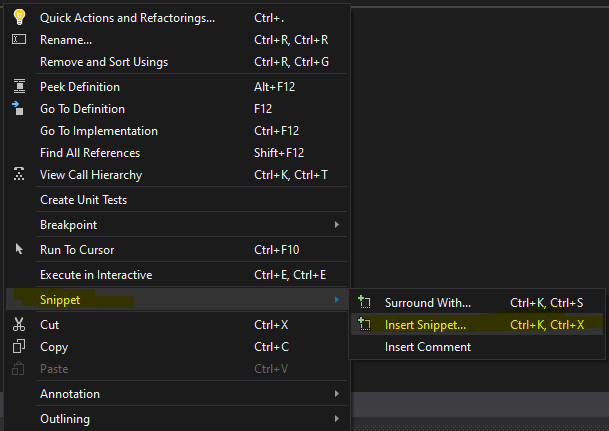 Quick Actions and Refactorings... Ctrl+.
Rename... Ctrl+R, Ctrl+R
Remove and Sort Usings Ctrl+R, Ctrl+G
Peek Definition Alt+F12
Go To Definition F12
Go To Implementation Ctrl+F12
Find All References Shift+F12
View Call Hierarchy Ctrl+K, Ctrl+T
Create Unit Tests
Breakpoint
Run To Cursor Ctrl+F10
Execute in Interactive Ctrl+E, Ctrl+E
Snippet
Surround With... Ctrl+K, Ctrl+S
Insert Snippet... Ctrl+K, Ctrl+X
Insert Comment
Cut Ctrl+X
Copy Ctrl+C
Paste Ctrl+V
Annotation
Outlining